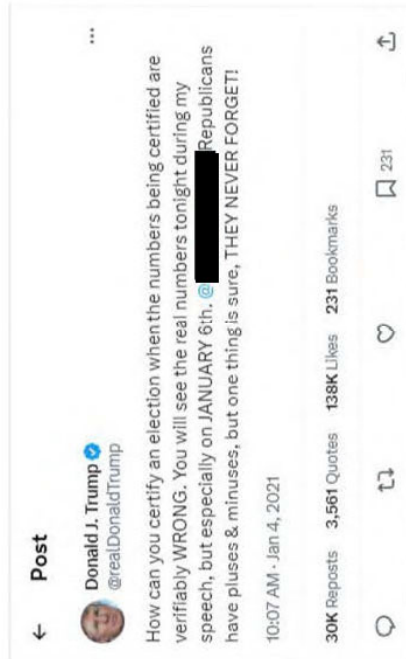 ← Post
Donald J. Trump
@realDonaldTrump
...
How can you certify an election when the numbers being certified are
verifiably WRONG. You will see the real numbers tonight during my
speech, but especially on JANUARY 6th. @ Republicans
have pluses & minuses, but one thing is sure, THEY NEVER FORGET!
10:07 AM · Jan 4, 2021
30K Reposts 3,561 Quotes 138K Likes 231 Bookmarks
231